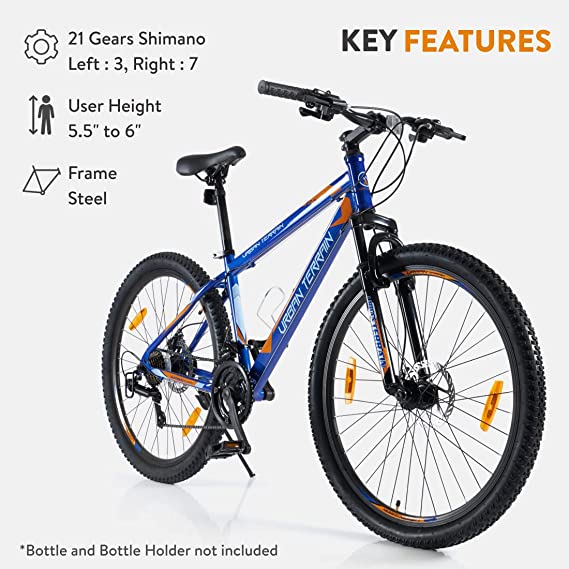 KEY FEATURES
21 Gears Shimano
Left : 3, Right : 7
User Height
5.5" to 6"
Frame
Steel
URBAN TERRAIN
URBAN TERRAIN
*Bottle and Bottle Holder not included